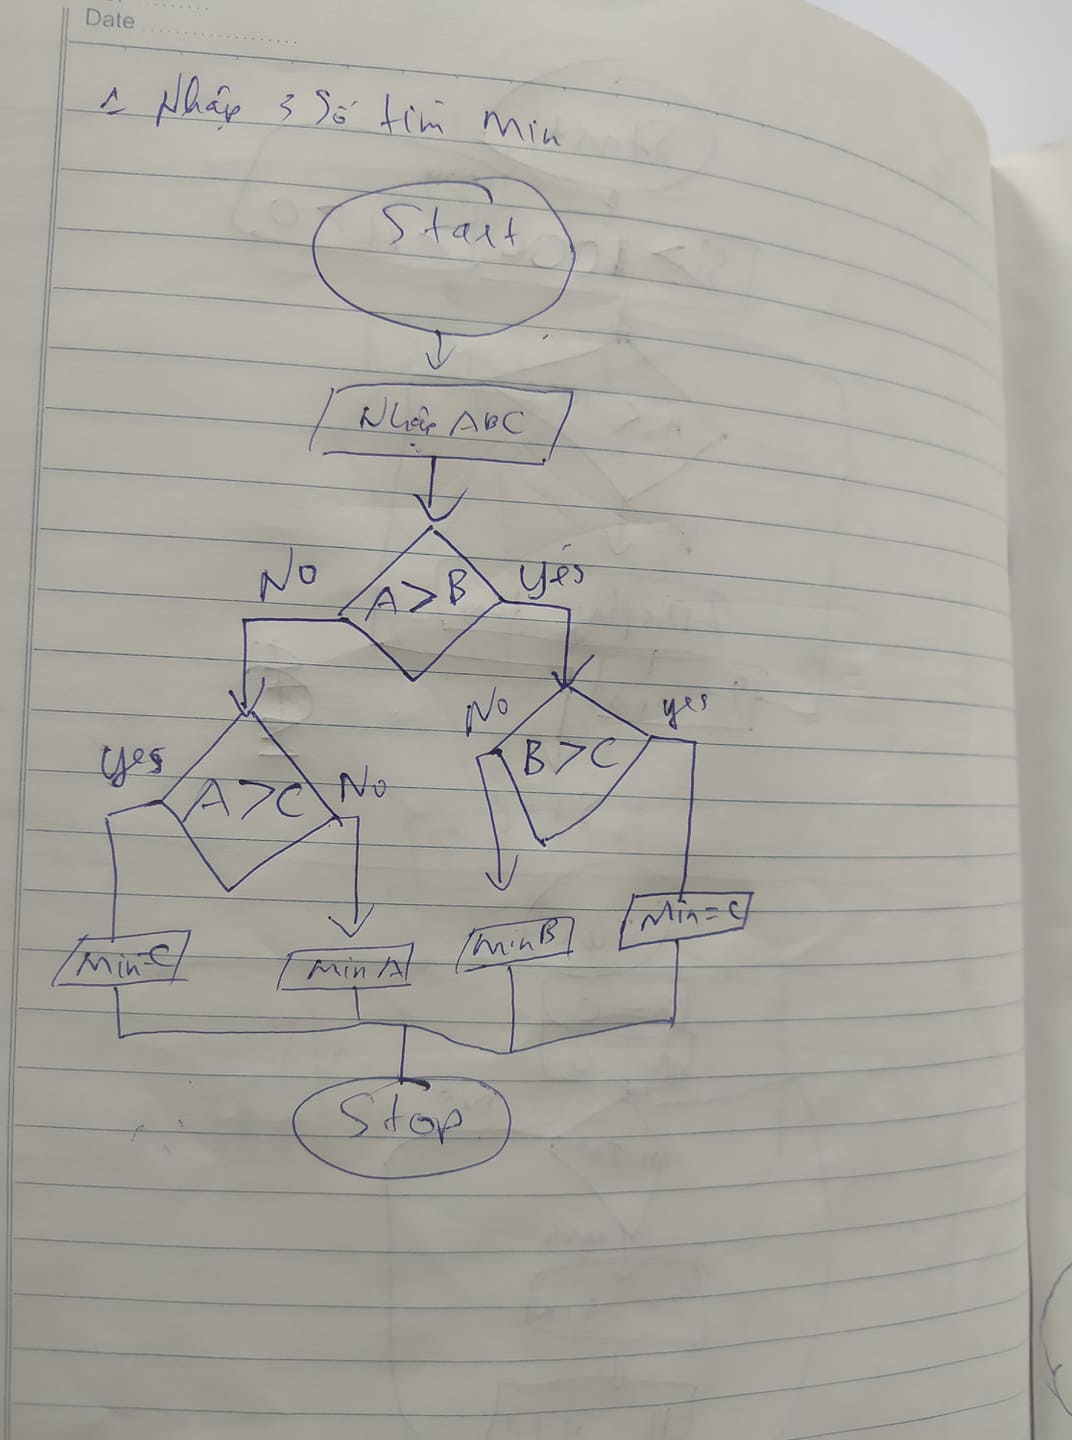 Date
1 Nhập 3 Số tìm Min
Start
Nhập ABC
No
A>B
yes
yes
A>C
No
No
B>C
yes
Min=C
Min A
Min B
Min=C
Stop